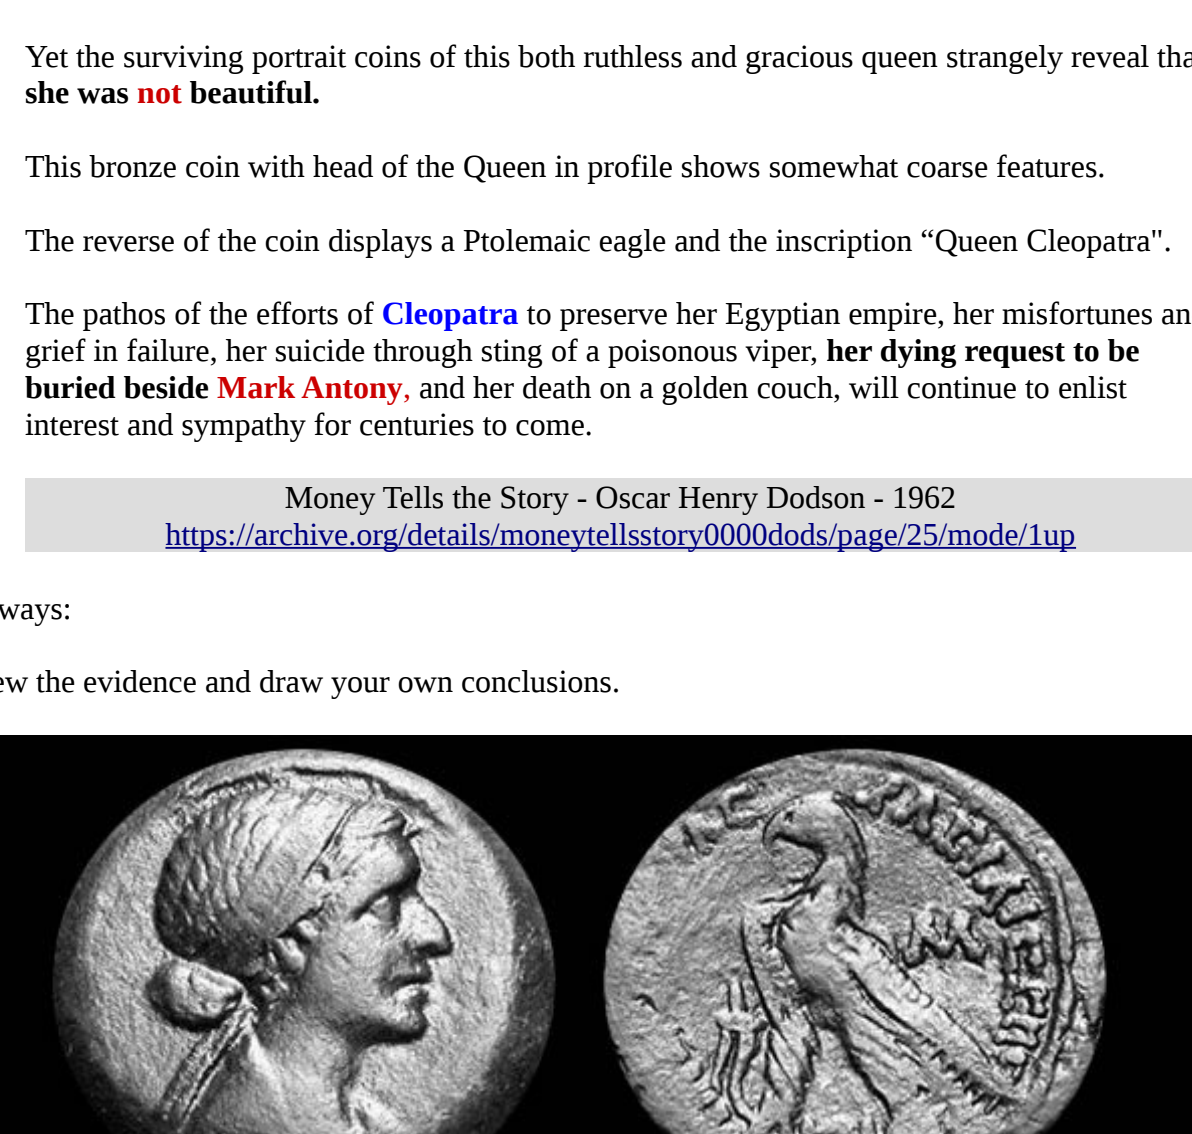 Yet the surviving portrait coins of this both ruthless and gracious queen strangely reveal tha
she was not beautiful.
This bronze coin with head of the Queen in profile shows somewhat coarse features.
The reverse of the coin displays a Ptolemaic eagle and the inscription “Queen Cleopatra".
The pathos of the efforts of Cleopatra to preserve her Egyptian empire, her misfortunes an
grief in failure, her suicide through sting of a poisonous viper, her dying request to be
buried beside Mark Antony, and her death on a golden couch, will continue to enlist
interest and sympathy for centuries to come.
Money Tells the Story - Oscar Henry Dodson - 1962
https://archive.org/details/moneytellsstory0000dods/page/25/mode/1up
ways:
ew the evidence and draw your own conclusions.